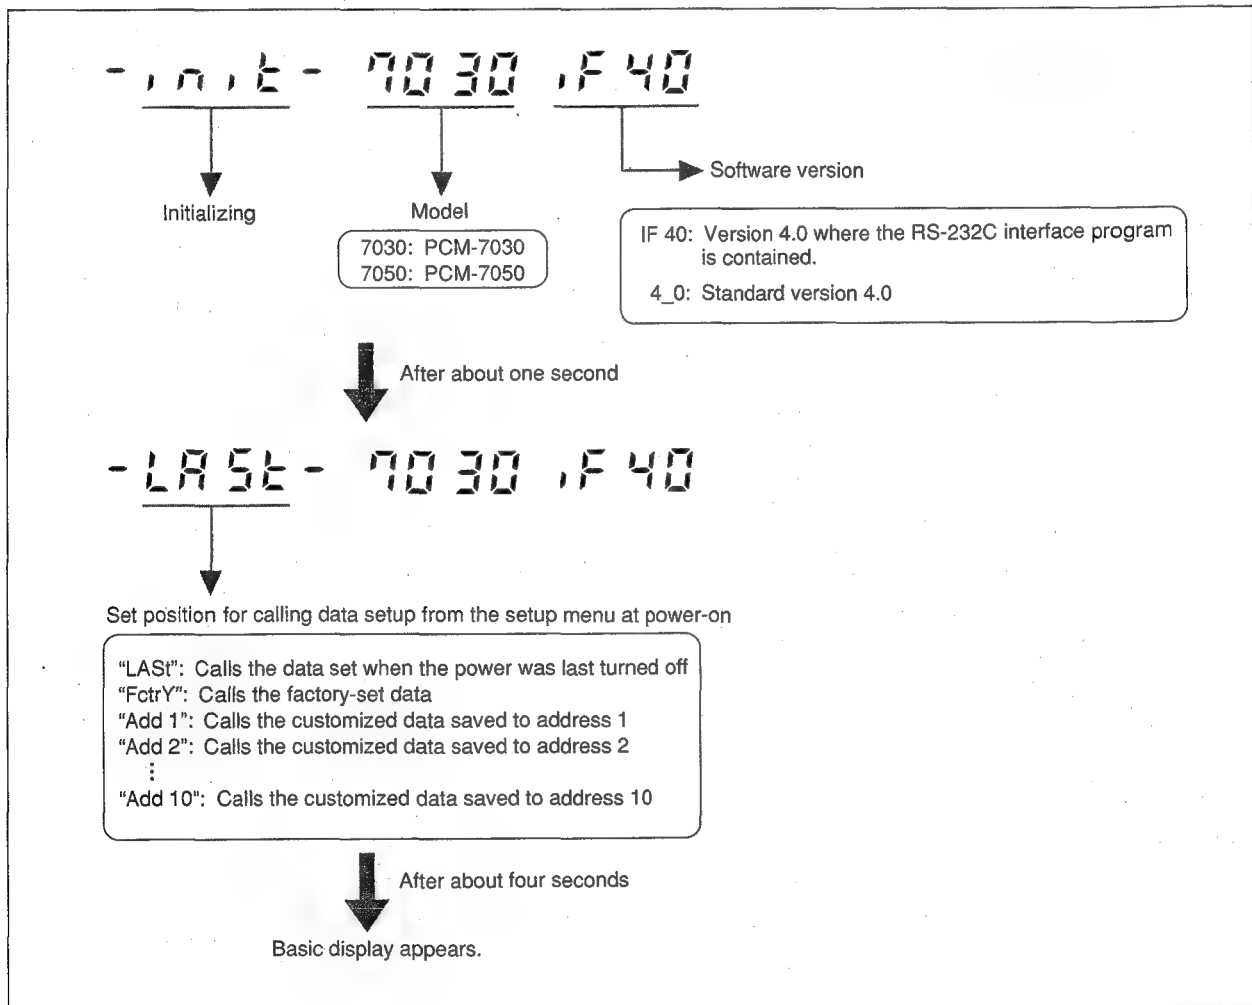 -init- 7030 iF40
Software version
Initializing
Model
7030: PCM-7030
7050: PCM-7050
IF 40: Version 4.0 where the RS-232C interface program
is contained.
4_0: Standard version 4.0
After about one second
-LASt- 7030 iF40
Set position for calling data setup from the setup menu at power-on
“LASt”: Calls the data set when the power was last turned off
“FctrY”: Calls the factory-set data
“Add 1”: Calls the customized data saved to address 1
“Add 2”: Calls the customized data saved to address 2
⋮
“Add 10”: Calls the customized data saved to address 10
After about four seconds
Basic display appears.